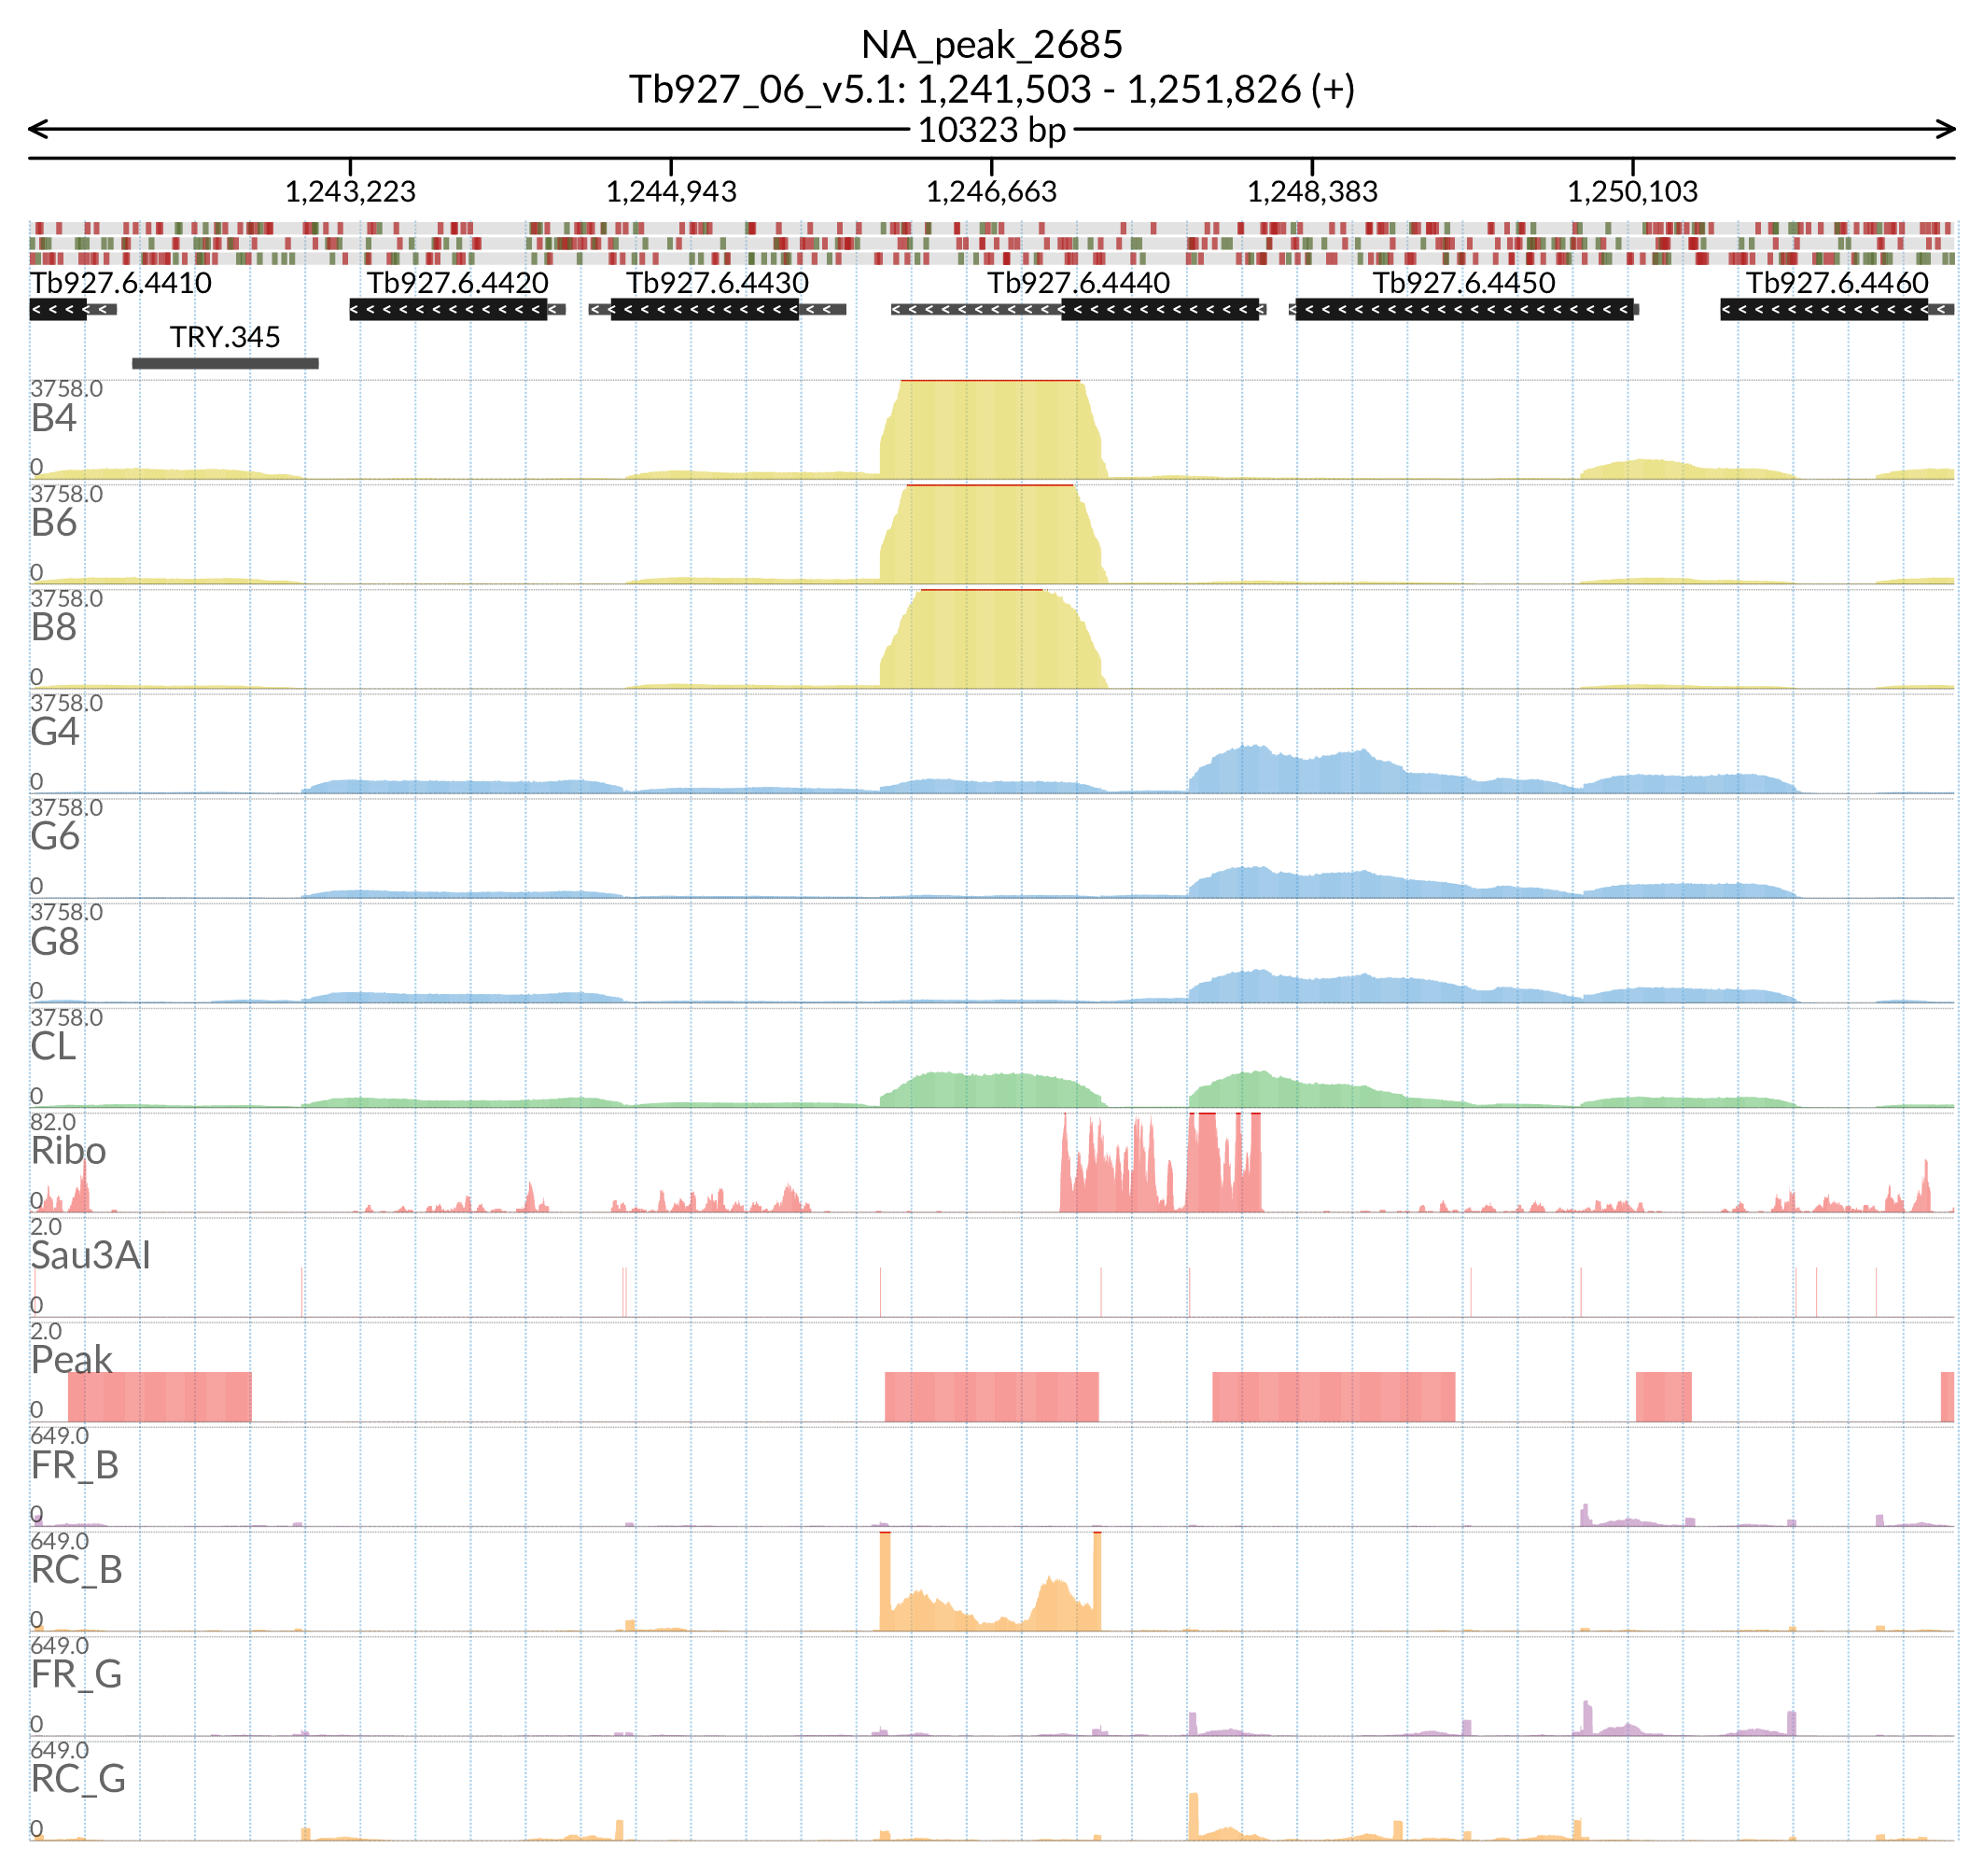 NA_peak_2685
Tb927_06_v5.1: 1,241,503 - 1,251,826 (+)
10323 bp
1,243,223 1,244,943 1,246,663 1,248,383 1,250,103
Tb927.6.4410 Tb927.6.4420 Tb927.6.4430 Tb927.6.4440 Tb927.6.4450 Tb927.6.4460
TRY.345
3758.0
B4
0
3758.0
B6
0
3758.0
B8
0
3758.0
G4
0
3758.0
G6
0
3758.0
G8
0
3758.0
CL
0
82.0
Ribo
0
2.0
Sau3AI
0
2.0
Peak
0
649.0
FR_B
0
649.0
RC_B
0
649.0
FR_G
0
649.0
RC_G
0